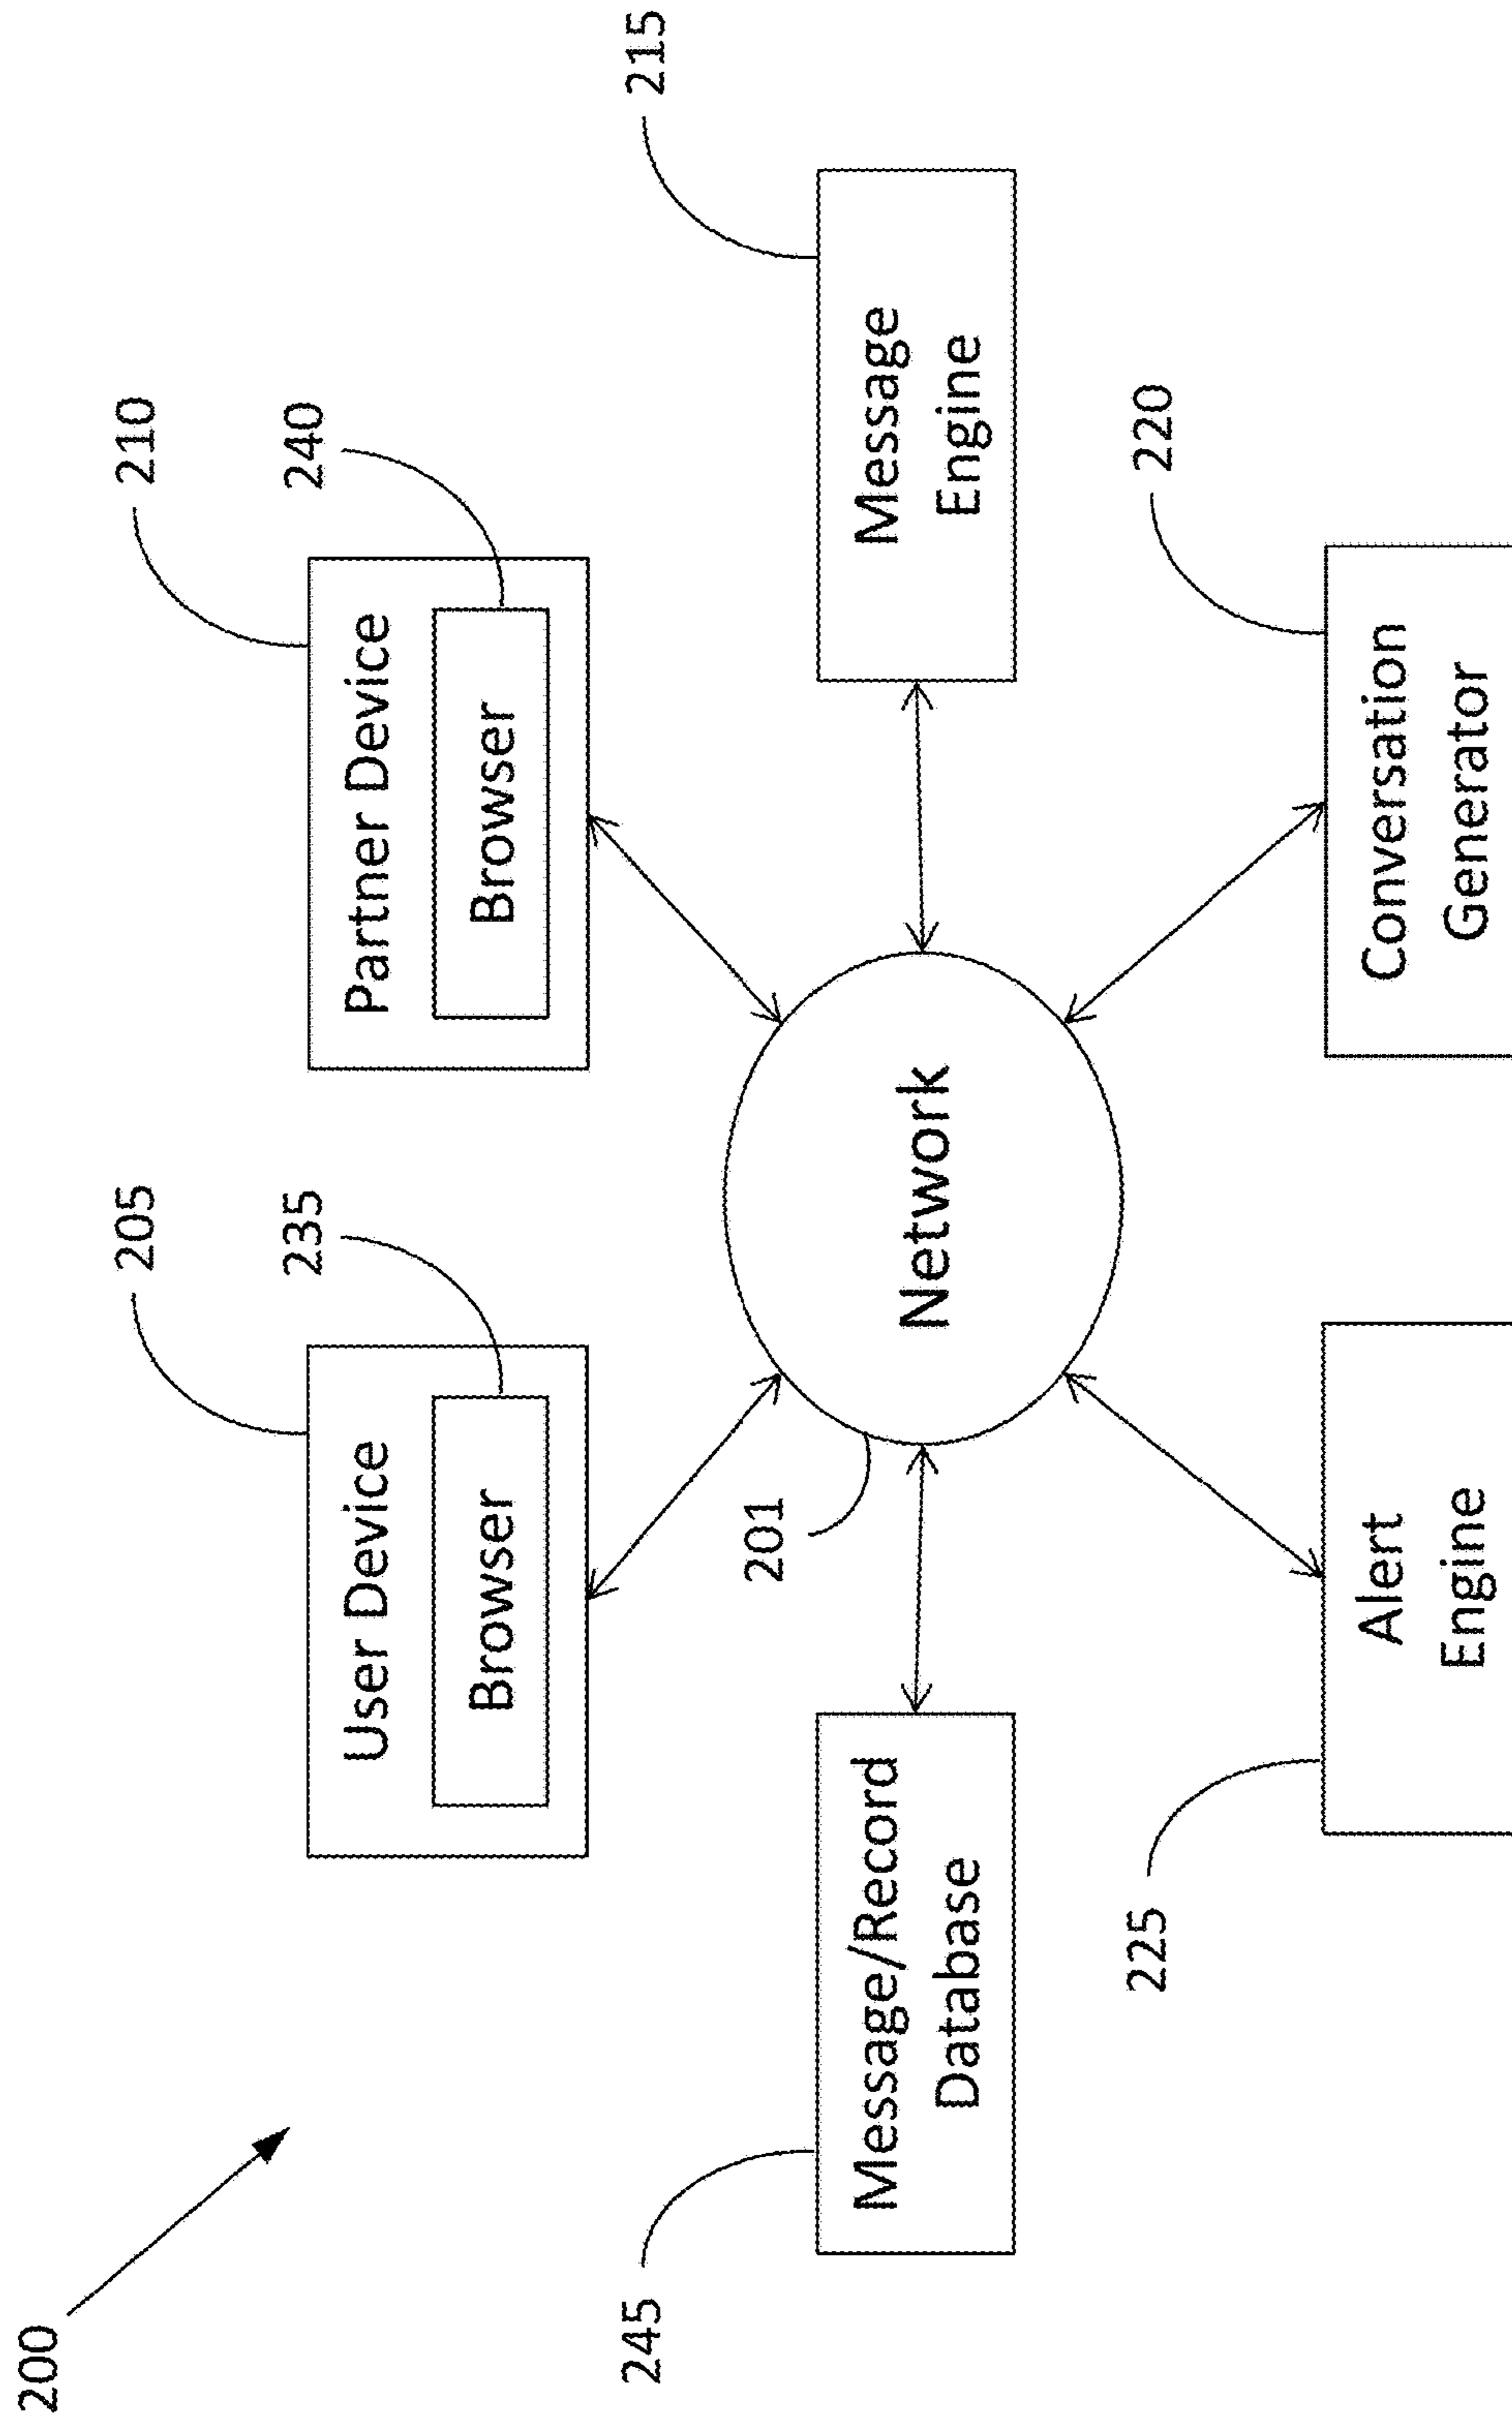 200
205
210
User Device
235
Browser
Partner Device
240
Browser
245
Message/Record
Database
201
Network
215
Message
Engine
225
Alert
Engine
220
Conversation
Generator